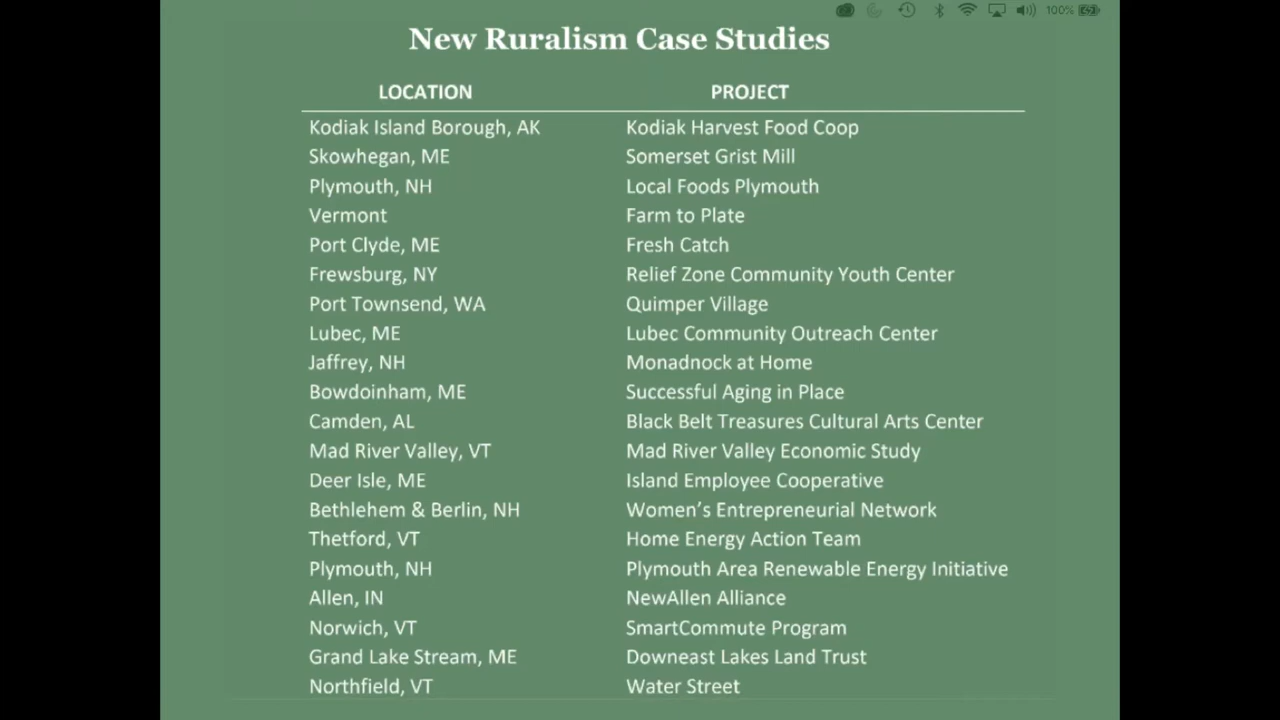 100%
New Ruralism Case Studies
LOCATION PROJECT
Kodiak Island Borough, AK Kodiak Harvest Food Coop
Skowhegan, ME Somerset Grist Mill
Plymouth, NH Local Foods Plymouth
Vermont Farm to Plate
Port Clyde, ME Fresh Catch
Frewsburg, NY Relief Zone Community Youth Center
Port Townsend, WA Quimper Village
Lubec, ME Lubec Community Outreach Center
Jaffrey, NH Monadnock at Home
Bowdoinham, ME Successful Aging in Place
Camden, AL Black Belt Treasures Cultural Arts Center
Mad River Valley, VT Mad River Valley Economic Study
Deer Isle, ME Island Employee Cooperative
Bethlehem & Berlin, NH Women’s Entrepreneurial Network
Thetford, VT Home Energy Action Team
Plymouth, NH Plymouth Area Renewable Energy Initiative
Allen, IN NewAllen Alliance
Norwich, VT SmartCommute Program
Grand Lake Stream, ME Downeast Lakes Land Trust
Northfield, VT Water Street